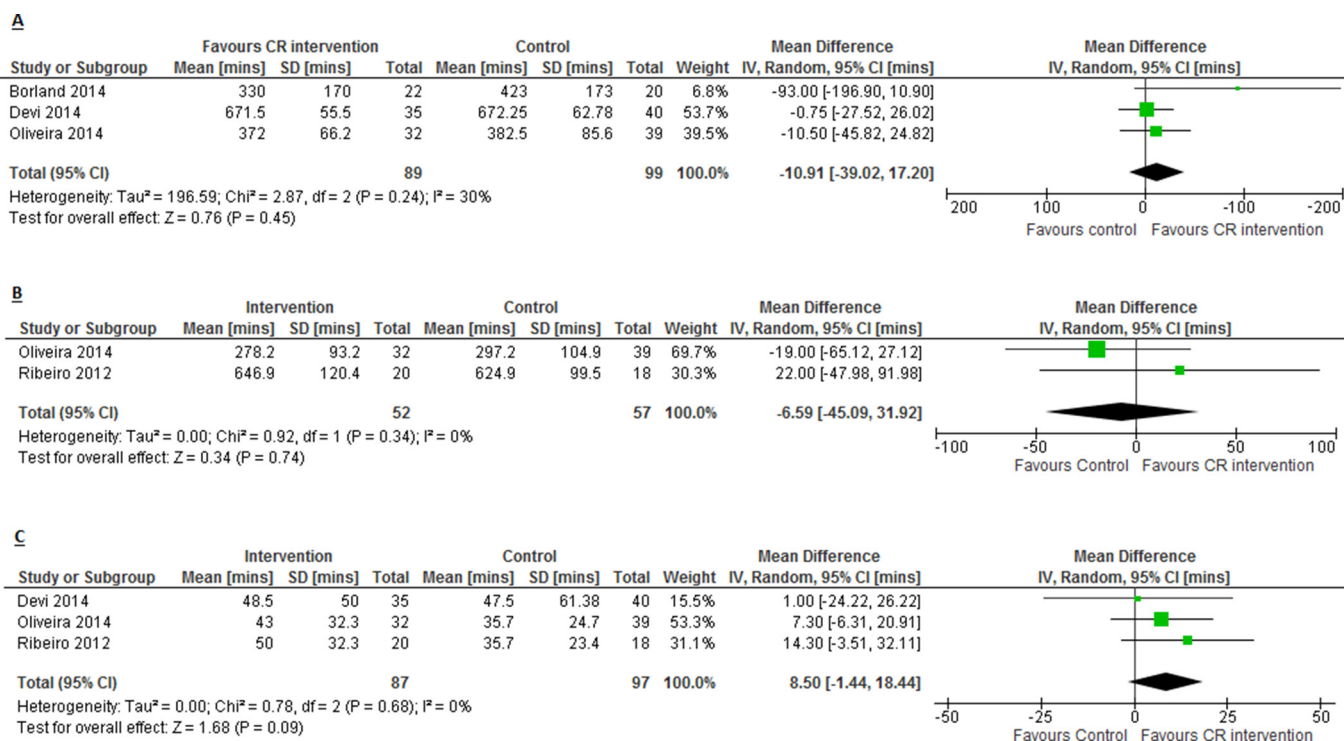 A
Favours CR intervention Control Mean Difference Mean Difference
Study or Subgroup Mean [mins] SD [mins] Total Mean [mins] SD [mins] Total Weight IV, Random, 95% CI [mins] IV, Random, 95% CI [mins]
Borland 2014 330 170 22 423 173 20 6.8% -93.00 [-196.90, 10.90]
Devi 2014 671.5 55.5 35 672.25 62.78 40 53.7% -0.75 [-27.52, 26.02]
Oliveira 2014 372 66.2 32 382.5 85.6 39 39.5% -10.50 [-45.82, 24.82]
Total (95% CI) 89 99 100.0% -10.91 [-39.02, 17.20]
Heterogeneity: Tau² = 196.59; Chi² = 2.87, df = 2 (P = 0.24); I² = 30%
Test for overall effect: Z = 0.76 (P = 0.45)
200 100 0 -100 -200
Favours control Favours CR intervention
B
Intervention Control Mean Difference Mean Difference
Study or Subgroup Mean [mins] SD [mins] Total Mean [mins] SD [mins] Total Weight IV, Random, 95% CI [mins] IV, Random, 95% CI [mins]
Oliveira 2014 278.2 93.2 32 297.2 104.9 39 69.7% -19.00 [-65.12, 27.12]
Ribeiro 2012 646.9 120.4 20 624.9 99.5 18 30.3% 22.00 [-47.98, 91.98]
Total (95% CI) 52 57 100.0% -6.59 [-45.09, 31.92]
Heterogeneity: Tau² = 0.00; Chi² = 0.92, df = 1 (P = 0.34); I² = 0%
Test for overall effect: Z = 0.34 (P = 0.74)
-100 -50 0 50 100
Favours Control Favours CR intervention
C
Intervention Control Mean Difference Mean Difference
Study or Subgroup Mean [mins] SD [mins] Total Mean [mins] SD [mins] Total Weight IV, Random, 95% CI [mins] IV, Random, 95% CI [mins]
Devi 2014 48.5 50 35 47.5 61.38 40 15.5% 1.00 [-24.22, 26.22]
Oliveira 2014 43 32.3 32 35.7 24.7 39 53.3% 7.30 [-6.31, 20.91]
Ribeiro 2012 50 32.3 20 35.7 23.4 18 31.1% 14.30 [-3.51, 32.11]
Total (95% CI) 87 97 100.0% 8.50 [-1.44, 18.44]
Heterogeneity: Tau² = 0.00; Chi² = 0.78, df = 2 (P = 0.68); I² = 0%
Test for overall effect: Z = 1.68 (P = 0.09)
-50 -25 0 25 50
Favours Control Favours CR intervention